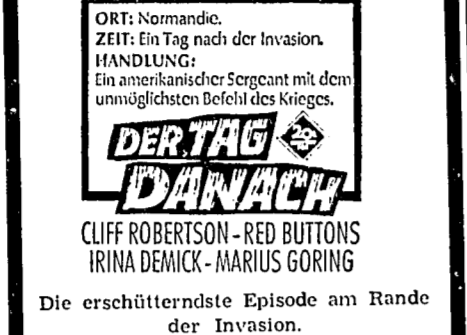 ORT: Normandie.
ZEIT: Ein Tag nach der Invasion.
HANDLUNG:
Ein amerikanischer Sergeant mit dem
unmöglichsten Befehl des Krieges.
DER TAG
DANACH
CLIFF ROBERTSON - RED BUTTONS
IRINA DEMICK - MARIUS GORING
Die erschütterndste Episode am Rande
der Invasion.